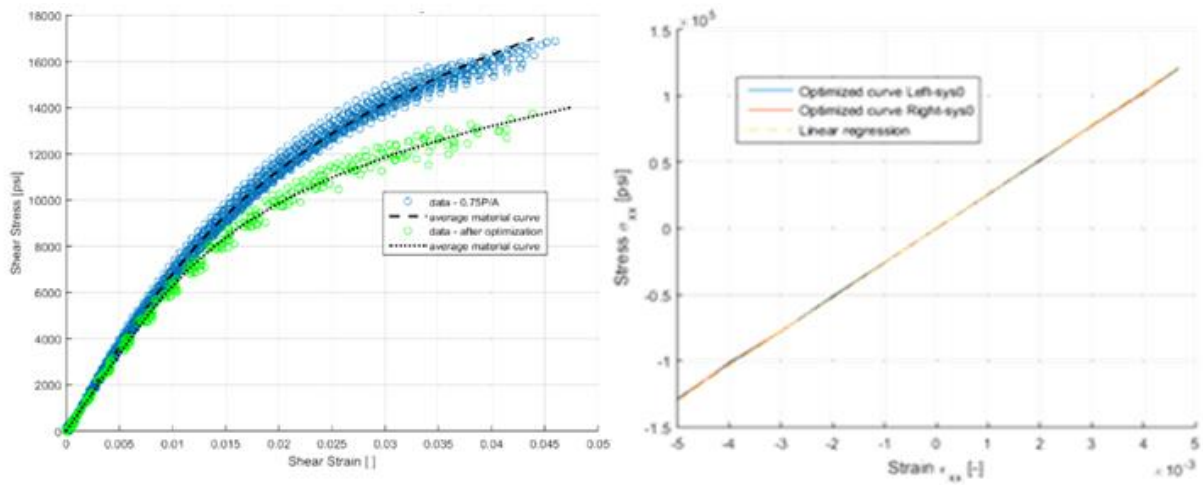 18000
16000
14000
12000
10000
8000
6000
4000
2000
0
Shear Stress [psi]
data - 0.75P/A
average material curve
data - after optimization
average material curve
0 0.005 0.01 0.015 0.02 0.025 0.03 0.035 0.04 0.045 0.05
Shear Strain [ ]
× 10⁵
1.5
1
0.5
0
-0.5
-1
-1.5
Stress σxx [psi]
Optimized curve Left-sys0
Optimized curve Right-sys0
Linear regression
-5 -4 -3 -2 -1 0 1 2 3 4 5
Strain εxx [-]
× 10⁻³